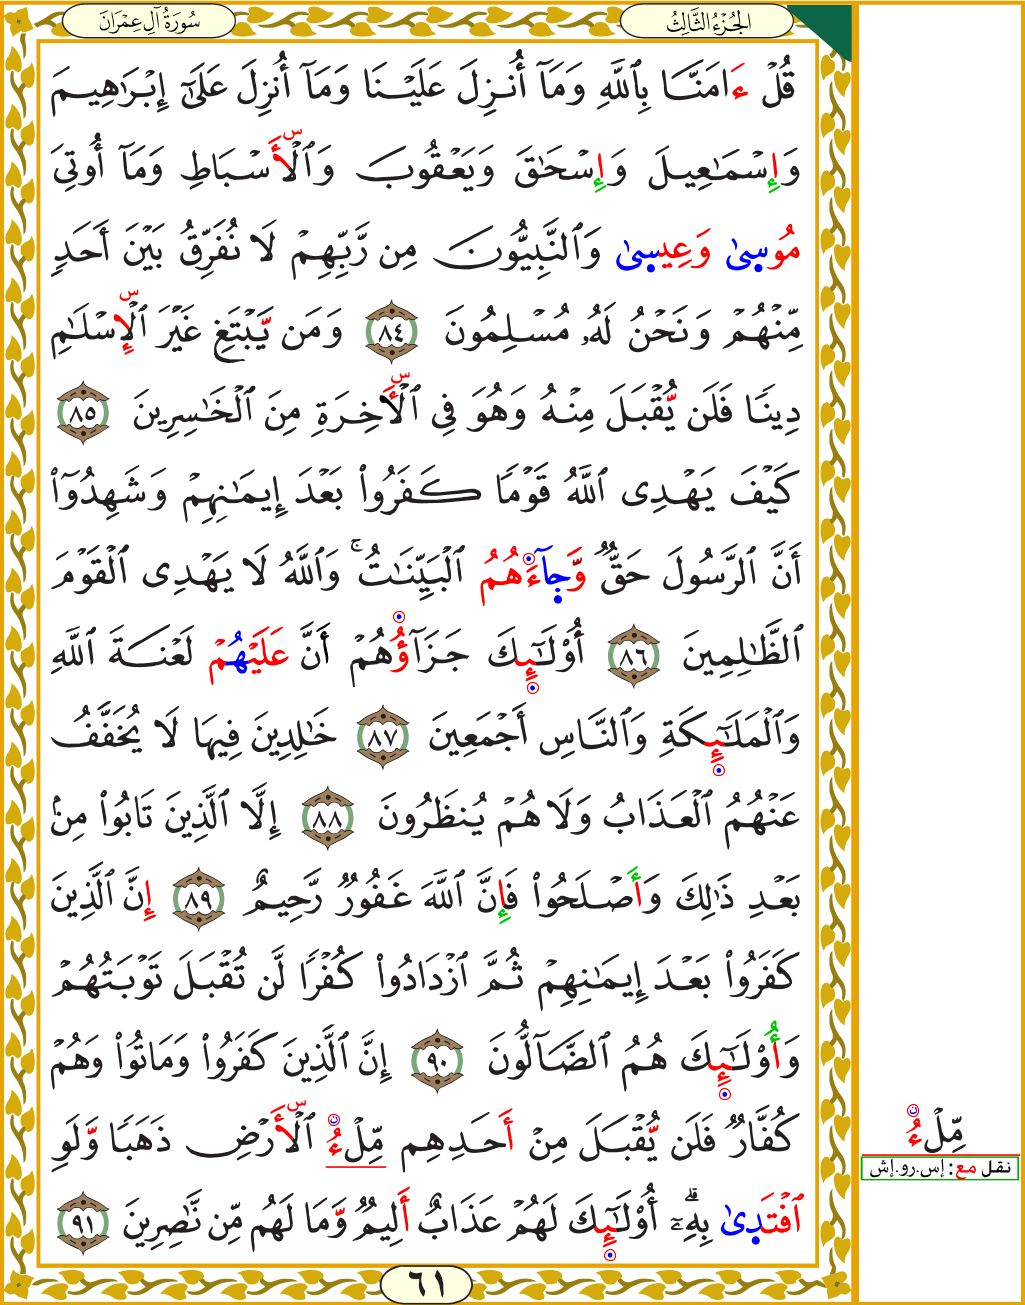 سُورَةُ آلِ عِمْرَانَ
الجُزْءُ الثَّالِثُ
قُلْ ءَامَنَّا بِٱللَّهِ وَمَآ أُنزِلَ عَلَيْنَا وَمَآ أُنزِلَ عَلَىٰٓ إِبْرَٰهِيمَ
وَإِسْمَٰعِيلَ وَإِسْحَٰقَ وَيَعْقُوبَ وَٱلْأَسْبَاطِ وَمَآ أُوتِىَ
مُوسىٰ وَعِيسىٰ وَٱلنَّبِيُّونَ مِن رَّبِّهِمْ لَا نُفَرِّقُ بَيْنَ أَحَدٍ
مِّنْهُمْ وَنَحْنُ لَهُۥ مُسْلِمُونَ ٨٤ وَمَن يَّبْتَغِ غَيْرَ ٱلْإِسْلَٰمِ
دِينًا فَلَن يُّقْبَلَ مِنْهُ وَهُوَ فِى ٱلْأَخِرَةِ مِنَ ٱلْخَٰسِرِينَ ٨٥
كَيْفَ يَهْدِى ٱللَّهُ قَوْمًا كَفَرُوا۟ بَعْدَ إِيمَٰنِهِمْ وَشَهِدُوٓا۟
أَنَّ ٱلرَّسُولَ حَقٌّ وَّجِآءَهُمُ ٱلْبَيِّنَٰتُ ۚ وَٱللَّهُ لَا يَهْدِى ٱلْقَوْمَ
ٱلظَّٰلِمِينَ ٨٦ أُو۟لَٰٓئِكَ جَزَآؤُهُمْ أَنَّ عَلَيْهُمْ لَعْنَةَ ٱللَّهِ
وَٱلْمَلَٰٓئِكَةِ وَٱلنَّاسِ أَجْمَعِينَ ٨٧ خَٰلِدِينَ فِيهَا لَا يُخَفَّفُ
عَنْهُمُ ٱلْعَذَابُ وَلَا هُمْ يُنظَرُونَ ٨٨ إِلَّا ٱلَّذِينَ تَابُوا۟ مِنۢ
بَعْدِ ذَٰلِكَ وَأَصْلَحُوا۟ فَإِنَّ ٱللَّهَ غَفُورٌ رَّحِيمٌ ٨٩ إِنَّ ٱلَّذِينَ
كَفَرُوا۟ بَعْدَ إِيمَٰنِهِمْ ثُمَّ ٱزْدَادُوا۟ كُفْرًا لَّن تُقْبَلَ تَوْبَتُهُمْ
وَأُو۟لَٰٓئِكَ هُمُ ٱلضَّآلُّونَ ٩٠ إِنَّ ٱلَّذِينَ كَفَرُوا۟ وَمَاتُوا۟ وَهُمْ
كُفَّارٌ فَلَن يُّقْبَلَ مِنْ أَحَدِهِم مِّلْءُ ٱلْأَرْضِ ذَهَبًا وَّلَوِ
ٱفْتَدىٰ بِهِۦٓ ۗ أُو۟لَٰٓئِكَ لَهُمْ عَذَابٌ أَلِيمٌ وَّمَا لَهُم مِّن نَّٰصِرِينَ ٩١
مِّلْءُ
نقل مع: إس.رو.إش
٦١